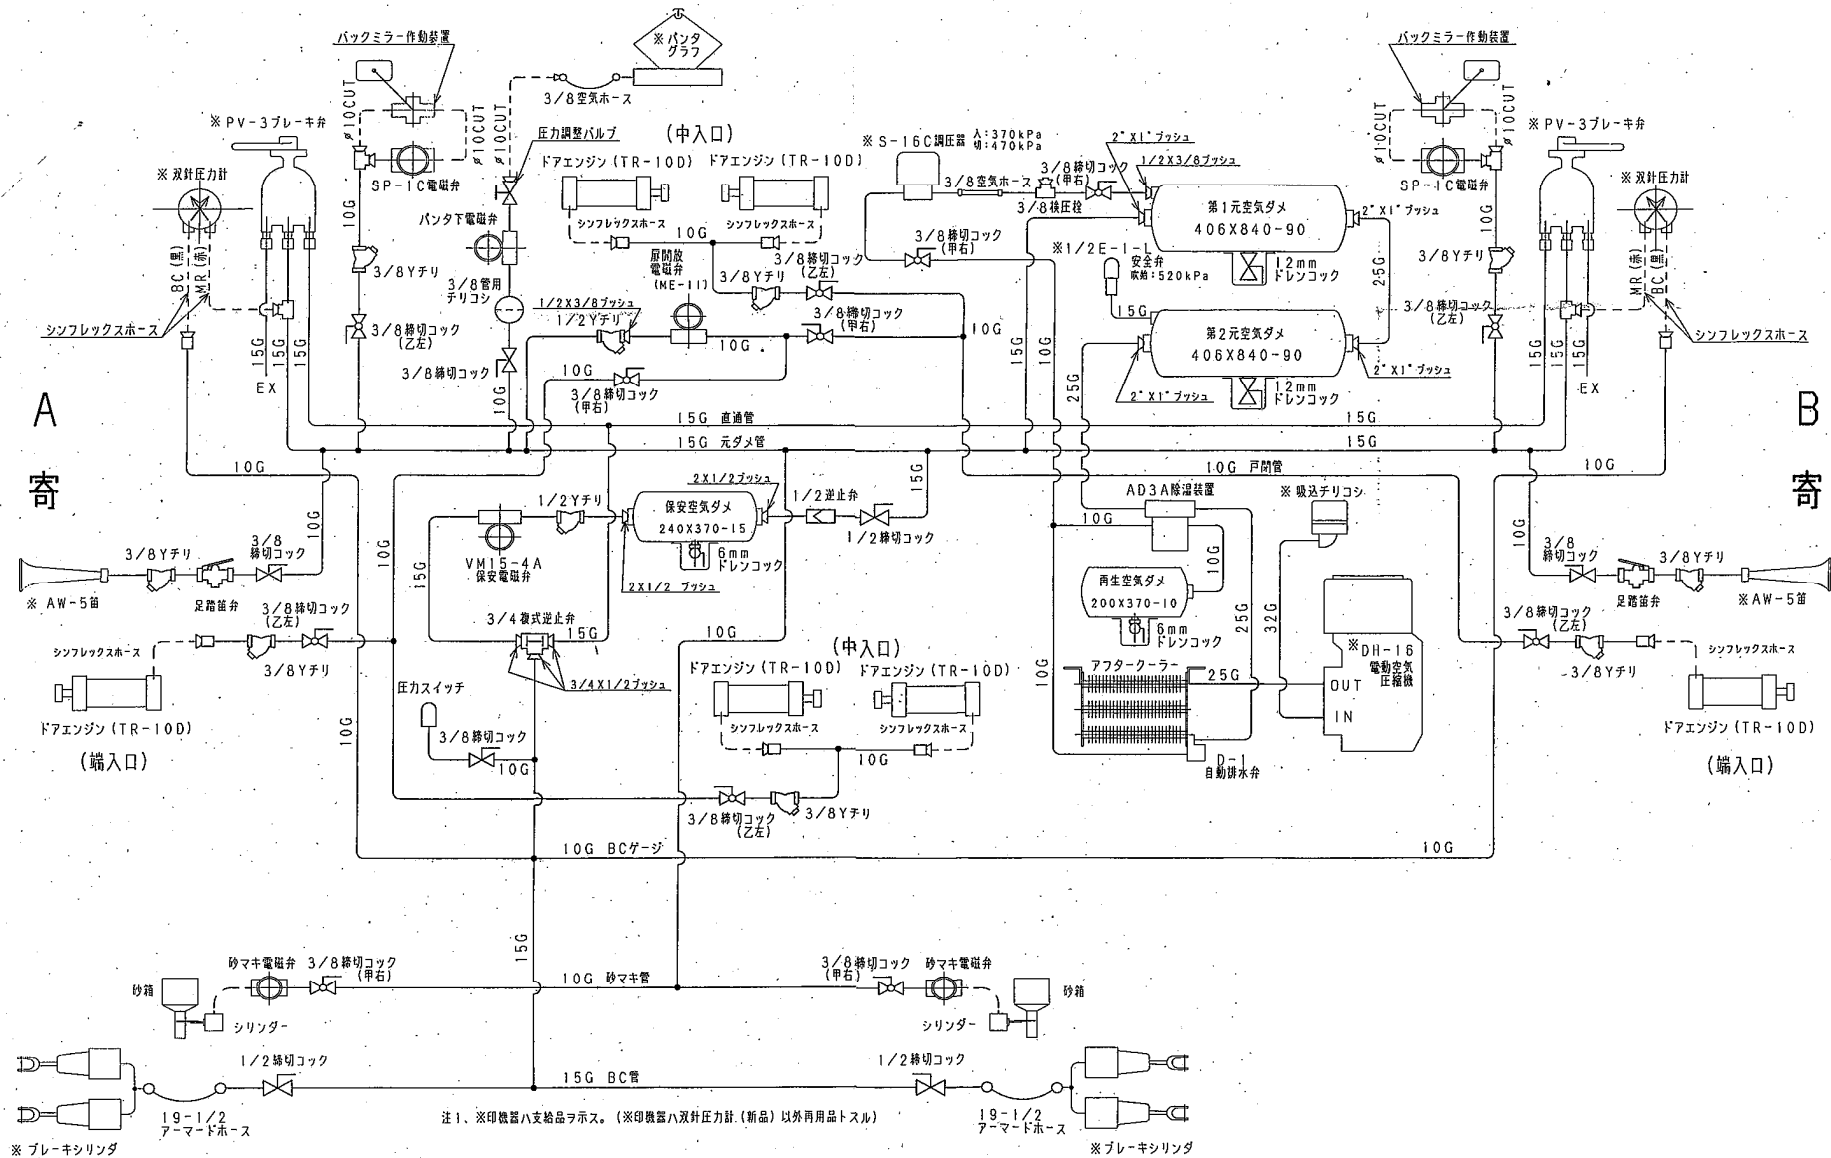 バックミラー作動装置
※パンタ
グラフ
バックミラー作動装置
φ10CUT
φ10CUT
φ10CUT
3/8空気ホース
φ10CUT
φ10CUT
※PV-3ブレーキ弁
SP-1C電磁弁
圧力調整バルブ
(中入口)
ドアエンジン(TR-10D)
ドアエンジン(TR-10D)
※S-16C調圧器
入:370kPa
切:470kPa
2"X1"ブッシュ
1/2X3/8ブッシュ
3/8締切コック
(甲右)
3/8空気ホース
3/8検圧栓
SP-1C電磁弁
※PV-3ブレーキ弁
※双針圧力計
※双針圧力計
10G
パンタ下電磁弁
シンフレックスホース
シンフレックスホース
10G
第1元空気ダメ
406X840-90
2"X1"ブッシュ
10G
BC(黒)
MR(赤)
3/8Yチリ
3/8管用
チリコシ
扉開放
電磁弁
(ME-11)
3/8Yチリ
3/8締切コック
(乙左)
3/8締切コック
(甲右)
※1/2E-1-L
安全弁
吹始:520kPa
12mm
ドレンコック
25G
3/8Yチリ
MR(赤)
BC(黒)
シンフレックスホース
3/8締切コック
(乙左)
1/2X3/8ブッシュ
1/2Yチリ
10G
3/8締切コック
(甲右)
10G
15G
10G
15G
第2元空気ダメ
406X840-90
3/8締切コック
(乙左)
シンフレックスホース
15G
15G
15G
EX
3/8締切コック
10G
10G
3/8締切コック
(甲右)
25G
2"X1"ブッシュ
12mm
ドレンコック
2"X1"ブッシュ
15G
15G
15G
EX
A
寄
B
寄
15G 直通管
15G
15G 元ダメ管
15G
10G
10G 戸閉管
10G
10G
3/8
締切コック
3/8Yチリ
※AW-5笛
足踏笛弁
10G
15G
1/2Yチリ
VM15-4A
保安電磁弁
2X1/2ブッシュ
保安空気ダメ
240X370-15
6mm
ドレンコック
2X1/2 ブッシュ
1/2逆止弁
1/2締切コック
15G
AD3A除湿装置
10G
10G
※吸込チリコシ
再生空気ダメ
200X370-10
6mm
ドレンコック
25G
32G
10G
3/8
締切コック
3/8Yチリ
足踏笛弁
※AW-5笛
シンフレックスホース
3/8締切コック
(乙左)
3/8Yチリ
ドアエンジン(TR-10D)
(端入口)
3/4複式逆止弁
15G
3/4X1/2ブッシュ
10G
(中入口)
ドアエンジン(TR-10D)
ドアエンジン(TR-10D)
シンフレックスホース
シンフレックスホース
10G
10G
アフタークーラー
25G
D-1
自動排水弁
※DH-16
電動空気
圧縮機
OUT
IN
3/8締切コック
(乙左)
3/8Yチリ
シンフレックスホース
ドアエンジン(TR-10D)
(端入口)
10G
圧力スイッチ
3/8締切コック
10G
3/8締切コック
(乙左)
3/8Yチリ
10G BCゲージ
10G
15G
砂箱
砂マキ電磁弁
3/8締切コック
(甲右)
シリンダー
10G 砂マキ管
3/8締切コック
(甲右)
砂マキ電磁弁
シリンダー
砂箱
1/2締切コック
15G BC管
1/2締切コック
19-1/2
アーマードホース
※ブレーキシリンダ
注1、※印機器ハ支給品ヲ示ス。(※印機器ハ双針圧力計(新品)以外再用品トスル)
19-1/2
アーマードホース
※ブレーキシリンダ